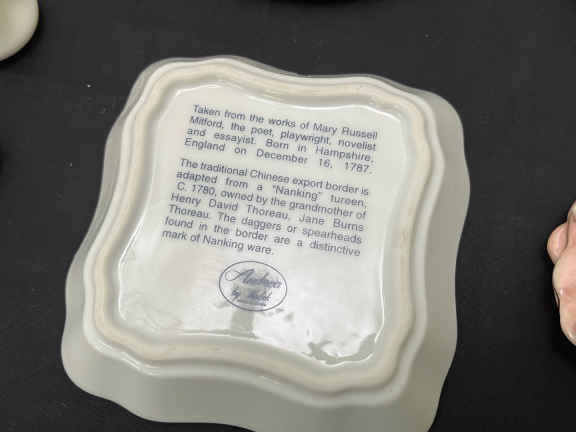 Taken from the works of Mary Russell
Mitford, the poet, playwright, novelist
and essayist. Born in Hampshire,
England on December 16, 1787.
The traditional Chinese export border is
adapted from a "Nanking" tureen,
C. 1780, owned by the grandmother of
Henry David Thoreau, Jane Burns
Thoreau. The daggers or spearheads
found in the border are a distinctive
mark of Nanking ware.
Andrea
by Sadek